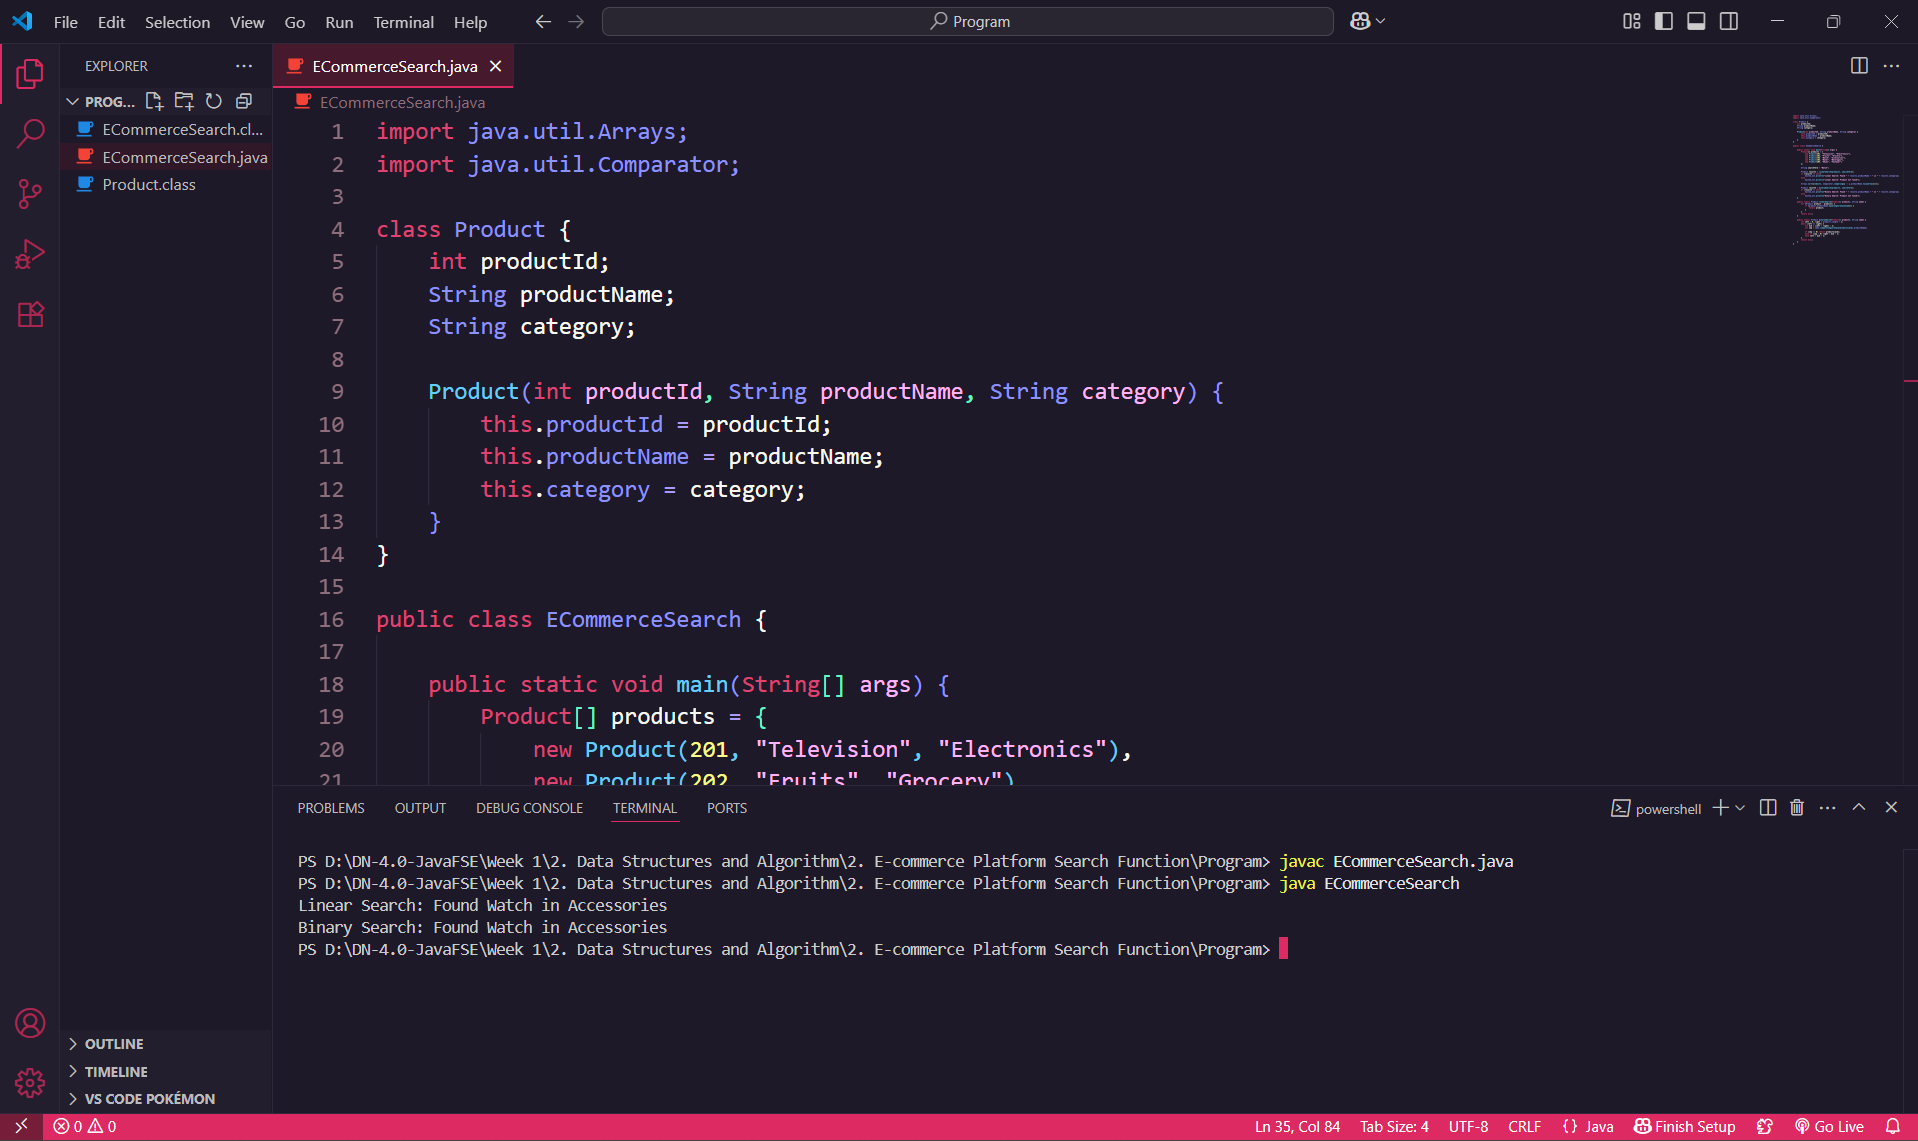 File Edit Selection View Go Run Terminal Help
Program
EXPLORER
PROG...
ECommerceSearch.cl...
ECommerceSearch.java
Product.class
OUTLINE
TIMELINE
VS CODE POKÉMON
ECommerceSearch.java
ECommerceSearch.java
1 import java.util.Arrays;
2 import java.util.Comparator;
3
4 class Product {
5 int productId;
6 String productName;
7 String category;
8
9 Product(int productId, String productName, String category) {
10 this.productId = productId;
11 this.productName = productName;
12 this.category = category;
13 }
14 }
15
16 public class ECommerceSearch {
17
18 public static void main(String[] args) {
19 Product[] products = {
20 new Product(201, "Television", "Electronics"),
21 new Product(202, "Fruits", "Grocery")
PROBLEMS OUTPUT DEBUG CONSOLE TERMINAL PORTS
powershell
PS D:\DN-4.0-JavaFSE\Week 1\2. Data Structures and Algorithm\2. E-commerce Platform Search Function\Program> javac ECommerceSearch.java
PS D:\DN-4.0-JavaFSE\Week 1\2. Data Structures and Algorithm\2. E-commerce Platform Search Function\Program> java ECommerceSearch
Linear Search: Found Watch in Accessories
Binary Search: Found Watch in Accessories
PS D:\DN-4.0-JavaFSE\Week 1\2. Data Structures and Algorithm\2. E-commerce Platform Search Function\Program>
0 0
Ln 35, Col 84 Tab Size: 4 UTF-8 CRLF {} Java Finish Setup Go Live